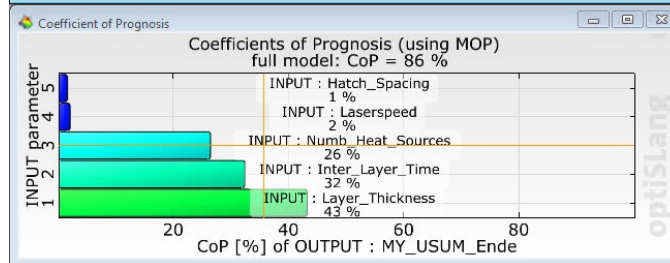 Coefficient of Prognosis
Coefficients of Prognosis (using MOP)
full model: CoP = 86 %
INPUT parameter
5
INPUT : Hatch_Spacing
1 %
4
INPUT : Laserspeed
2 %
3
INPUT : Numb_Heat_Sources
26 %
2
INPUT : Inter_Layer_Time
32 %
1
INPUT : Layer_Thickness
43 %
20 40 60 80
CoP [%] of OUTPUT : MY_USUM_Ende
optiSLang